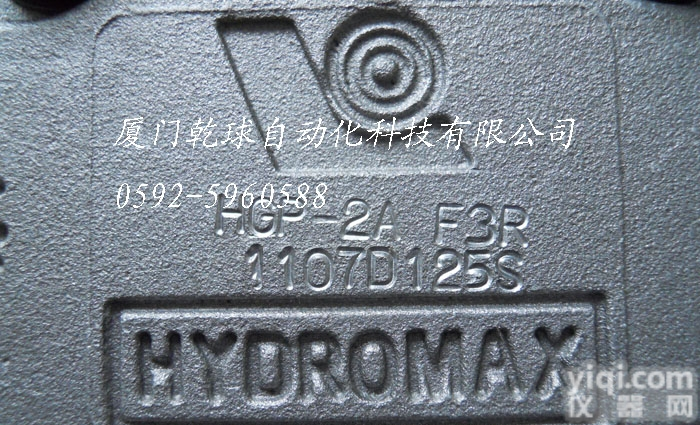 厦门乾球自动化科技有限公司
0592-5960588
HGP-2A F3R
1107D125S
HYDROMAX
yiqi.com
仪器网